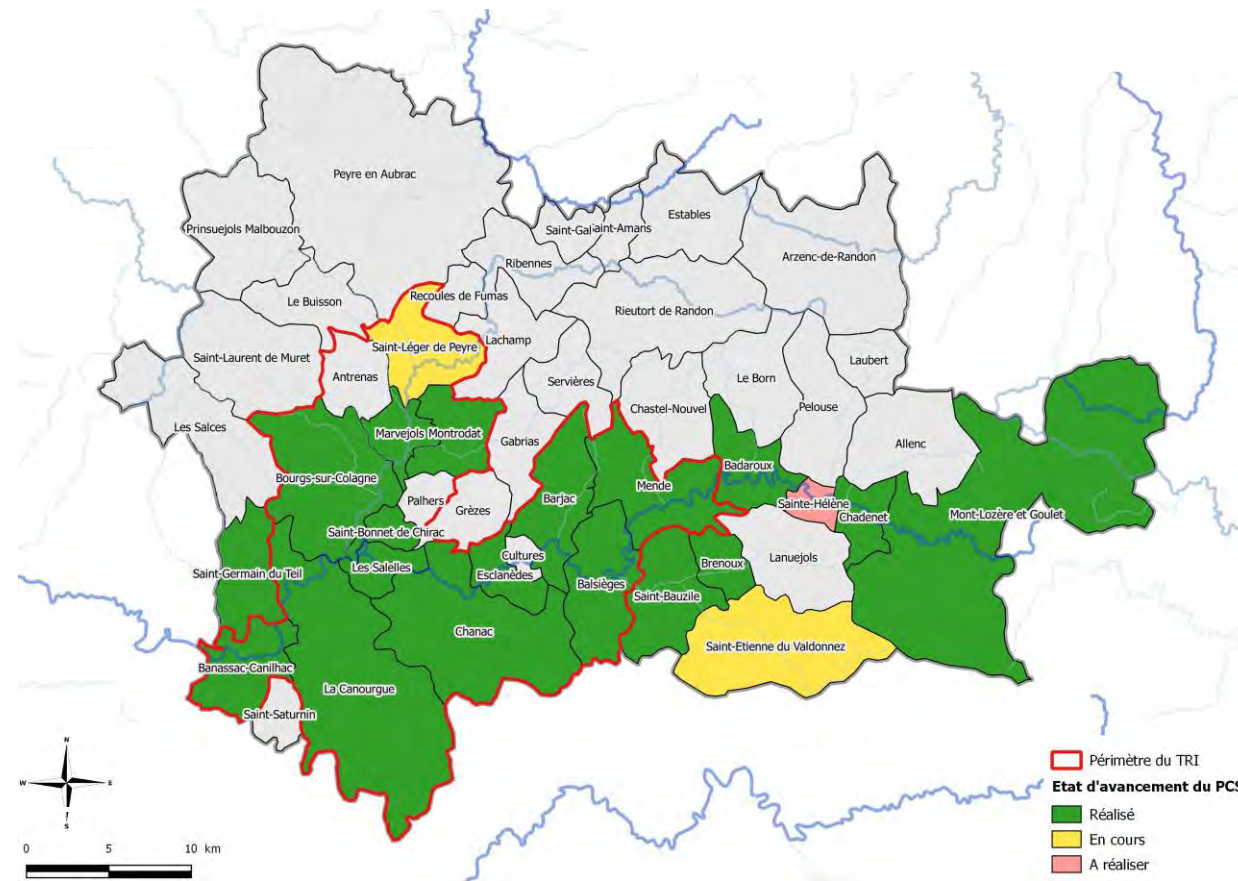 Peyre en Aubrac
Prinsuejols Malbouzon
Saint-Gal
Saint-Amans
Estables
Ribennes
Arzenc-de-Randon
Le Buisson
Recoules de Fumas
Rieutort de Randon
Lachamp
Saint-Léger de Peyre
Saint-Laurent de Muret
Antrenas
Servières
Le Born
Laubert
Pelouse
Chastel-Nouvel
Les Salces
Marvejols
Montrodat
Gabrias
Allenc
Bourgs-sur-Colagne
Badaroux
Mende
Barjac
Palhers
Grèzes
Sainte-Hélène
Chadenet
Mont-Lozère et Goulet
Saint-Bonnet de Chirac
Cultures
Lanuejols
Les Salelles
Brenoux
Saint-Germain du Teil
Esclanèdes
Balsièges
Saint-Bauzile
Chanac
Saint-Etienne du Valdonnez
Banassac-Canilhac
La Canourgue
Saint-Saturnin
N
W
E
S
0 5 10 km
Périmètre du TRI
Etat d'avancement du PCS
Réalisé
En cours
A réaliser